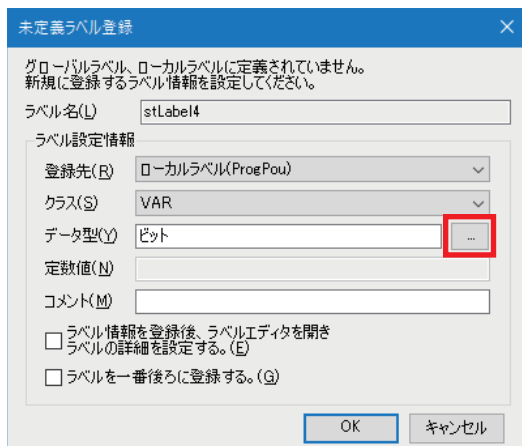 未定義ラベル登録
グローバルラベル、ローカルラベルに定義されていません。
新規に登録するラベル情報を設定してください。
ラベル名(L) stLabel4
ラベル設定情報
登録先(R) ローカルラベル(ProgPou)
クラス(S) VAR
データ型(Y) ビット ...
定数値(N)
コメント(M)
ラベル情報を登録後、ラベルエディタを開き
ラベルの詳細を設定する。(E)
ラベルを一番後ろに登録する。(G)
OK キャンセル